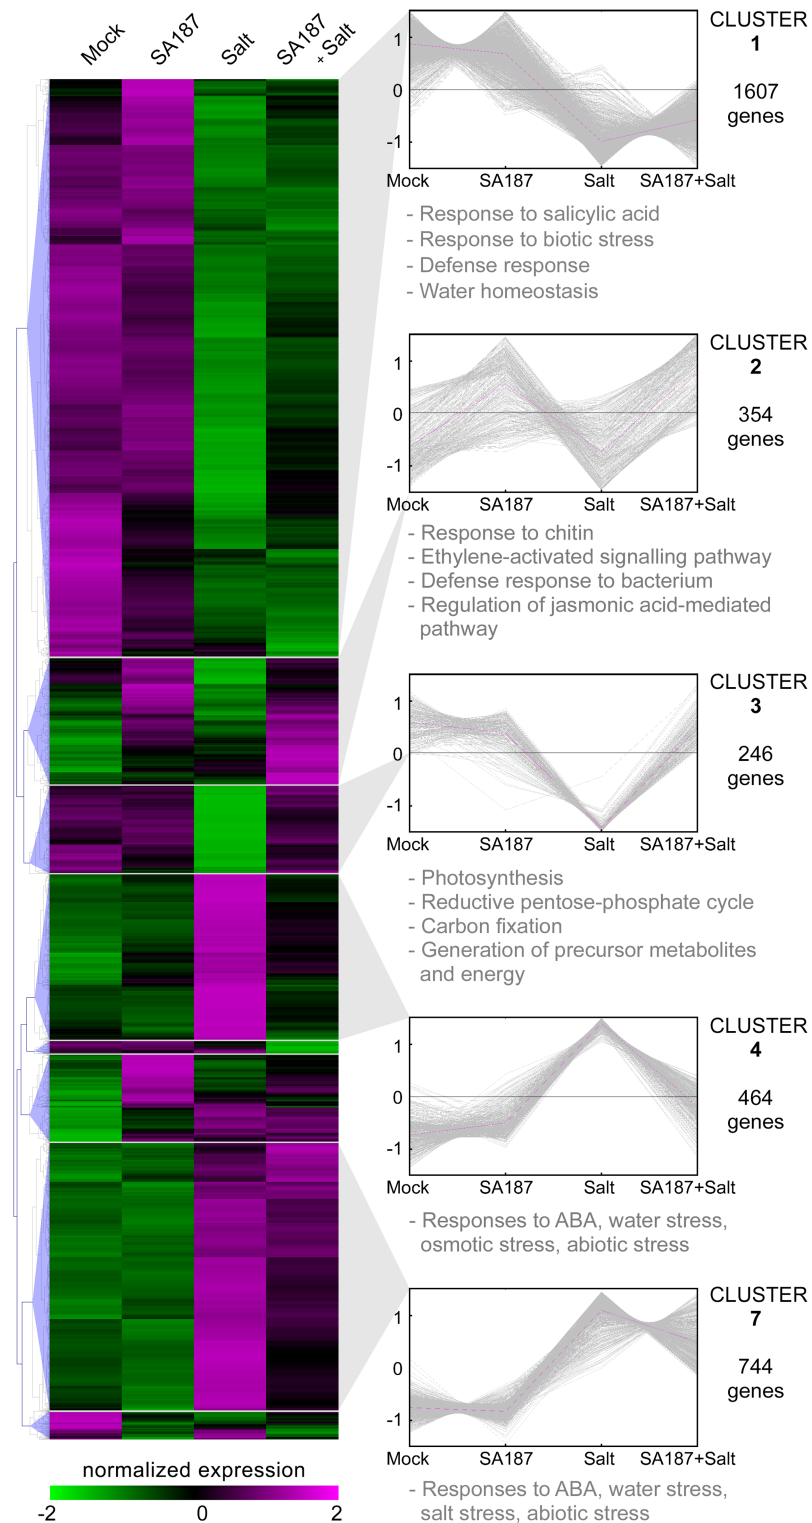 Mock
SA187
Salt
SA187
+ Salt
normalized expression
-2
0
2
1
0
-1
Mock SA187 Salt SA187+Salt
CLUSTER
1
1607
genes
- Response to salicylic acid
- Response to biotic stress
- Defense response
- Water homeostasis
1
0
-1
Mock SA187 Salt SA187+Salt
CLUSTER
2
354
genes
- Response to chitin
- Ethylene-activated signalling pathway
- Defense response to bacterium
- Regulation of jasmonic acid-mediated
pathway
1
0
-1
Mock SA187 Salt SA187+Salt
CLUSTER
3
246
genes
- Photosynthesis
- Reductive pentose-phosphate cycle
- Carbon fixation
- Generation of precursor metabolites
and energy
1
0
-1
Mock SA187 Salt SA187+Salt
CLUSTER
4
464
genes
- Responses to ABA, water stress,
osmotic stress, abiotic stress
1
0
-1
Mock SA187 Salt SA187+Salt
CLUSTER
7
744
genes
- Responses to ABA, water stress,
salt stress, abiotic stress